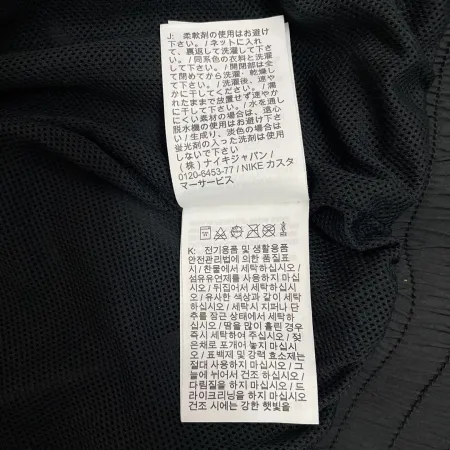 J: 柔軟剤の使用はお避け
下さい。/ ネットに入れ
て、裏返して洗濯して下さ
い。/ 同系色の衣料と洗濯
して下さい。/ 開閉部は全
て閉めてから洗濯、乾燥し
て下さい。/ 洗濯後、速や
かに干してください。/ 濡
れたままで放置せず速やか
に干して下さい。/ 水を通し
にくい素材の場合は、遠心
脱水機の使用はお避け下さ
い / 生成り、淡色の場合は
蛍光剤の入った洗剤は使用
しないで下さい
(株) ナイキジャパン /
0120-6453-77 / NIKE カスタ
マーサービス
K: 전기용품 및 생활용품
안전관리법에 의한 품질표
시 / 찬물에서 세탁하십시오 /
섬유유연제를 사용하지 마십
시오 / 뒤집어서 세탁하십시
오 / 유사한 색상과 같이 세탁
하십시오 / 세탁시 지퍼나 단
추를 잠근 상태에서 세탁하
십시오 / 땀을 많이 흘린 경우
즉시 세탁하여 주십시오 / 젖
은채로 포개어 놓지 마십시
오 / 표백제 및 강력 효소제는
절대 사용하지 마십시오 / 그
늘에 뉘어서 건조 하십시오 /
다림질을 하지 마십시오 / 드
라이크리닝을 하지 마십시오
건조 시에는 강한 햇빛을